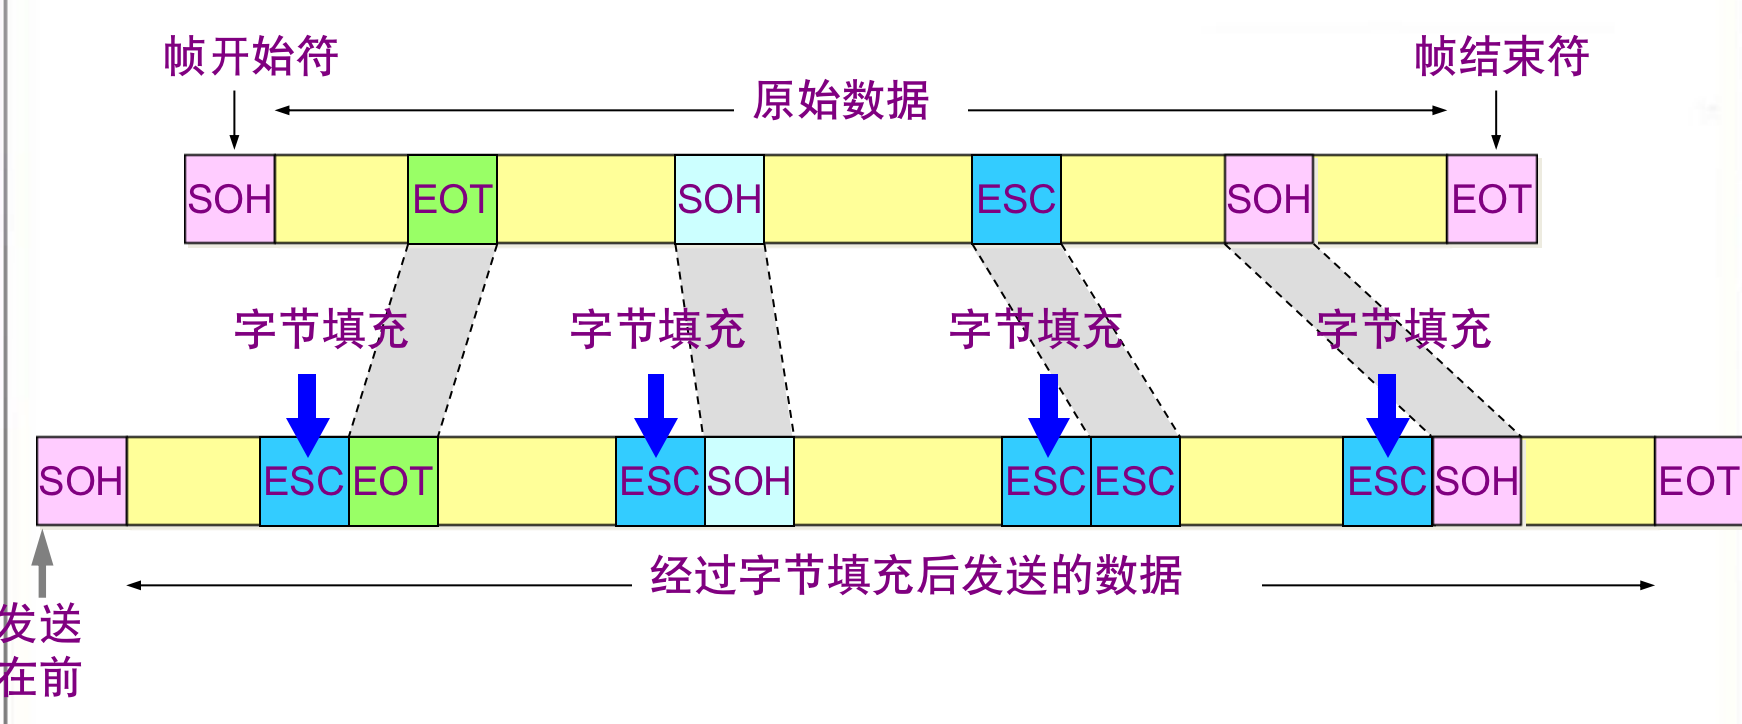 帧开始符
帧结束符
原始数据
SOH EOT SOH ESC SOH EOT
字节填充 字节填充 字节填充 字节填充
SOH ESC EOT ESC SOH ESC ESC ESC SOH EOT
经过字节填充后发送的数据
发送
在前